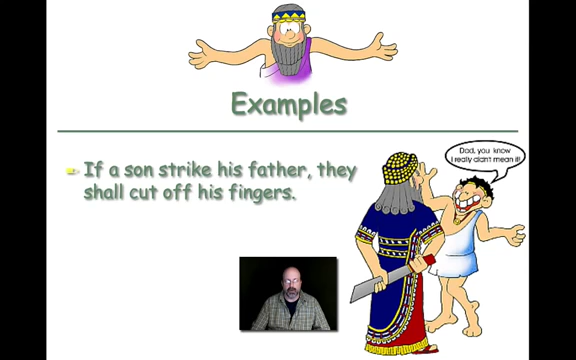 Examples
If a son strike his father, they
shall cut off his fingers.
Dad, you know
I really didn't mean it!